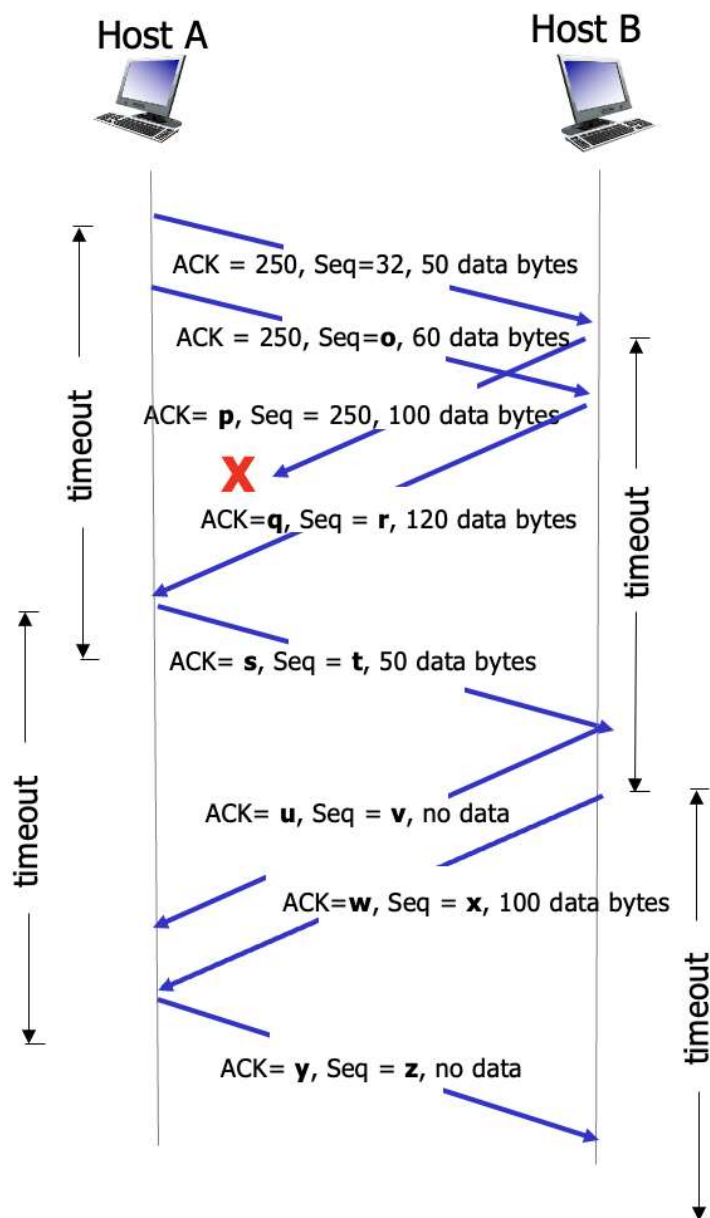 Host A
Host B
ACK = 250, Seq=32, 50 data bytes
ACK = 250, Seq=o, 60 data bytes
timeout
ACK= p, Seq = 250, 100 data bytes
X
ACK=q, Seq = r, 120 data bytes
timeout
ACK= s, Seq = t, 50 data bytes
timeout
ACK= u, Seq = v, no data
ACK=w, Seq = x, 100 data bytes
timeout
ACK= y, Seq = z, no data